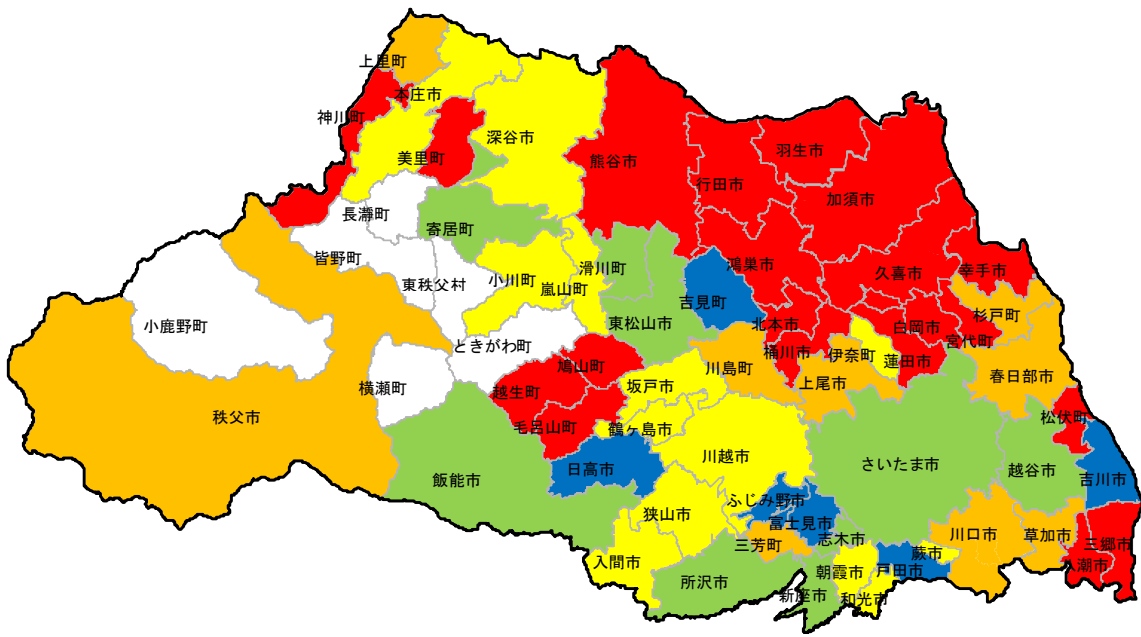 上里町
本庄市
神川町
深谷市
美里町
熊谷市
羽生市
行田市
加須市
長瀞町
寄居町
皆野町
東秩父村
小川町
嵐山町
滑川町
鴻巣市
久喜市
幸手市
吉見町
小鹿野町
東松山市
北本市
白岡市
杉戸町
宮代町
ときがわ町
桶川市
伊奈町
蓮田市
鳩山町
川島町
上尾市
春日部市
横瀬町
越生町
坂戸市
秩父市
毛呂山町
鶴ヶ島市
松伏町
川越市
さいたま市
日高市
越谷市
吉川市
飯能市
ふじみ野市
狭山市
富士見市
志木市
川口市
草加市
三郷市
三芳町
蕨市
入間市
所沢市
朝霞市
戸田市
八潮市
新座市
和光市